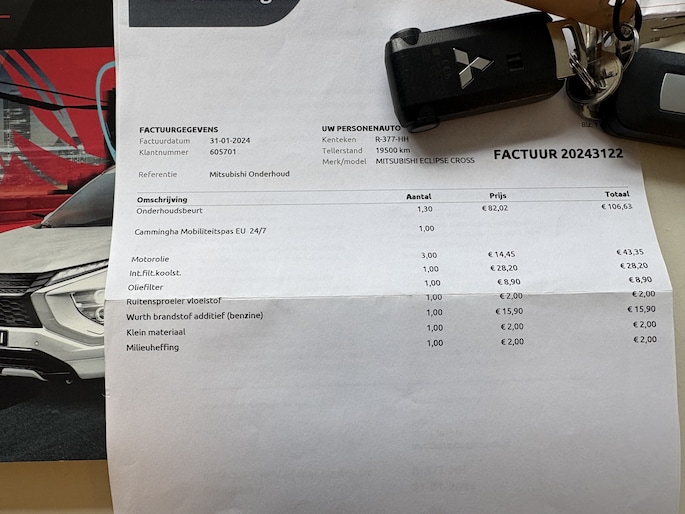 FACTUURGEGEVENS
Factuurdatum 31-01-2024
Klantnummer 605701
Referentie Mitsubishi Onderhoud
UW PERSONENAUTO
Kenteken R-377-HH
Tellerstand 19500 km
Merk/model MITSUBISHI ECLIPSE CROSS
FACTUUR 20243122
Omschrijving Aantal Prijs Totaal
Onderhoudsbeurt 1,30 € 82,02 € 106,63
Cammingha Mobiliteitspas EU 24/7 1,00
Motorolie 3,00 € 14,45 € 43,35
Int.filt.koolst. 1,00 € 28,20 € 28,20
Oliefilter 1,00 € 8,90 € 8,90
Ruitensproeier vloeistof 1,00 € 2,00 € 2,00
Wurth brandstof additief (benzine) 1,00 € 15,90 € 15,90
Klein materiaal 1,00 € 2,00 € 2,00
Milieuheffing 1,00 € 2,00 € 2,00